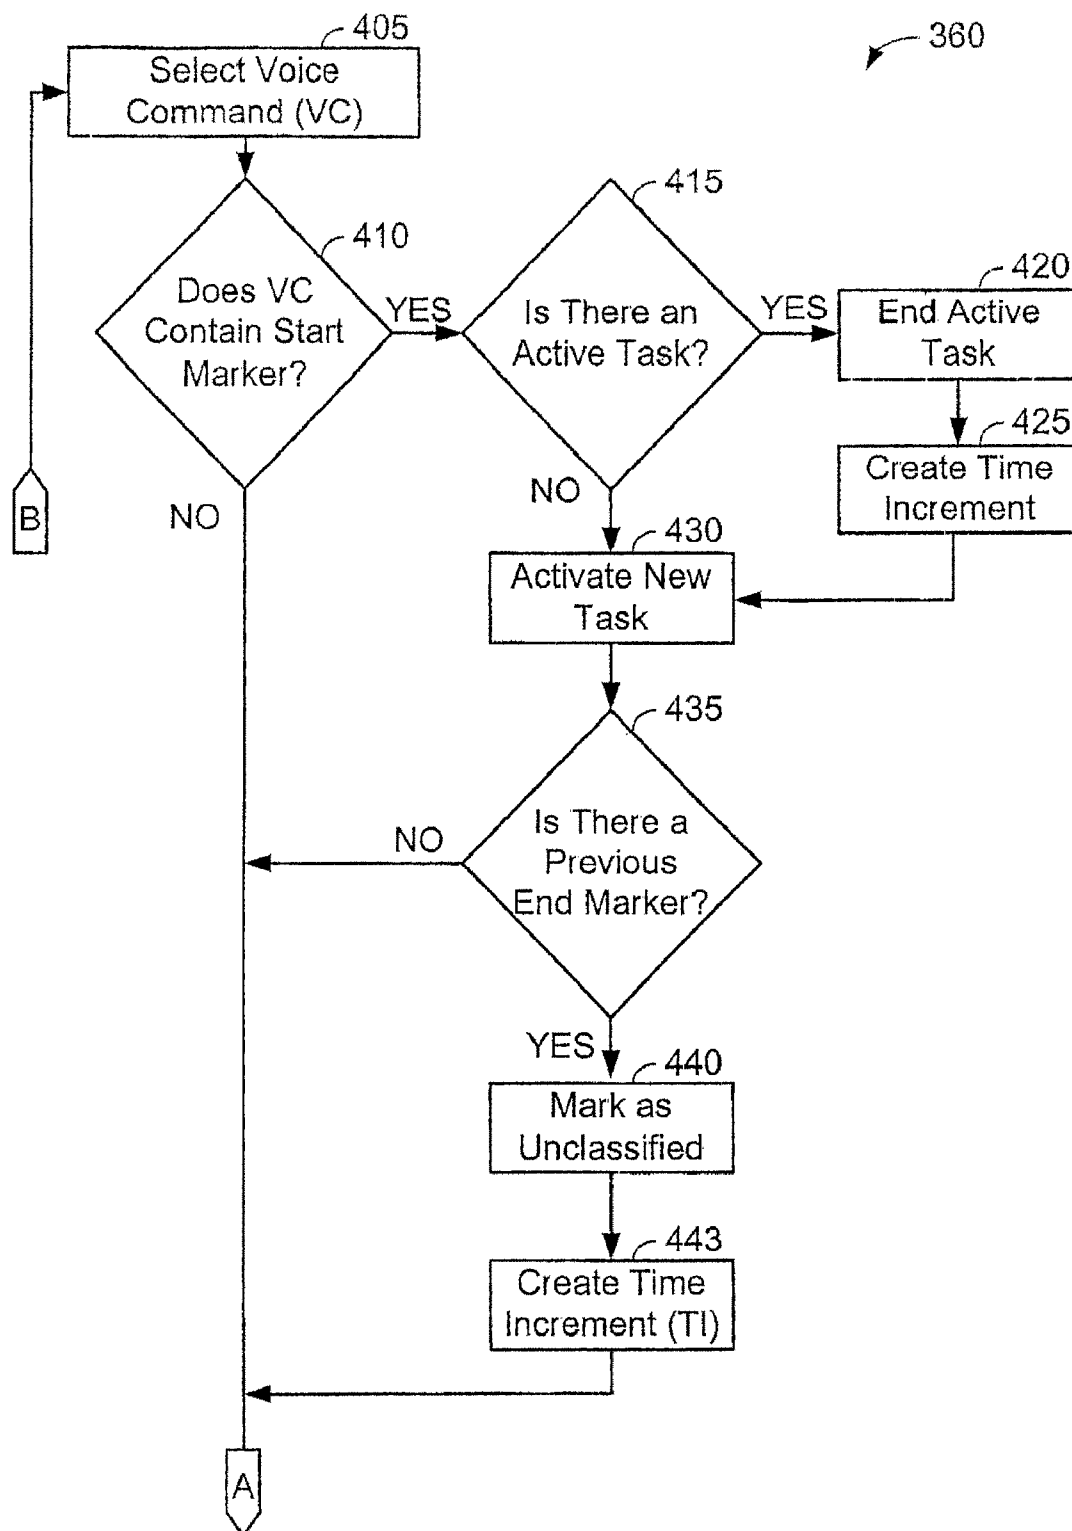 405
360
Select Voice
Command (VC)
410
Does VC
Contain Start
Marker?
YES
415
Is There an
Active Task?
YES
420
End Active
Task
425
Create Time
Increment
NO
B
NO
430
Activate New
Task
435
Is There a
Previous
End Marker?
NO
YES
440
Mark as
Unclassified
443
Create Time
Increment (TI)
A